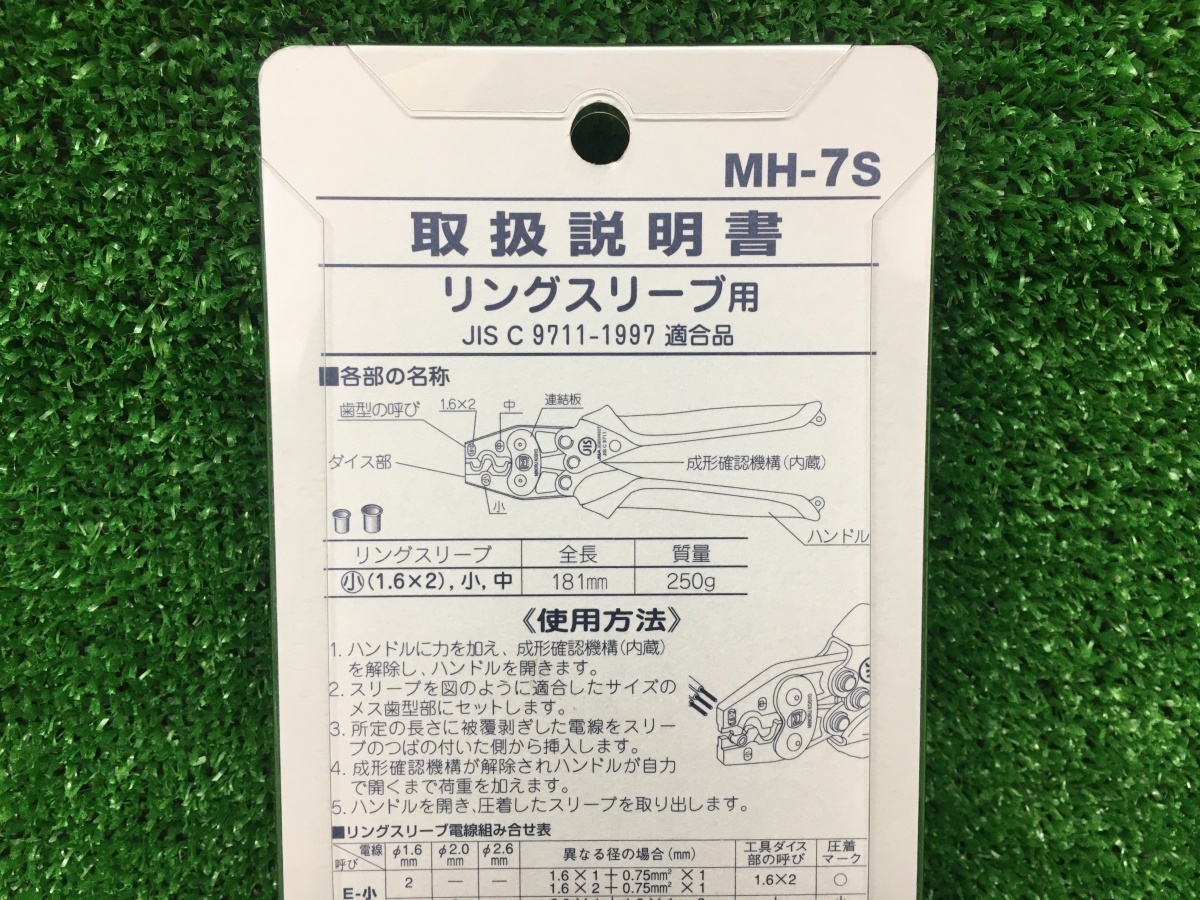 MH-7S
取扱説明書
リングスリーブ用
JIS C 9711-1997 適合品
■各部の名称
歯型の呼び
1.6×2
中
連結板
ダイス部
JIS
JIS C 9711
成形確認機構(内蔵)
小
ハンドル
リングスリーブ 全長 質量
㋛(1.6×2), 小, 中 181mm 250g
《使用方法》
1. ハンドルに力を加え、成形確認機構(内蔵)
を解除し、ハンドルを開きます。
2. スリーブを図のように適合したサイズの
メス歯型部にセットします。
3. 所定の長さに被覆剥ぎした電線をスリー
ブのつばの付いた側から挿入します。
4. 成形確認機構が解除されハンドルが自力
で開くまで荷重を加えます。
5. ハンドルを開き、圧着したスリーブを取り出します。
■リングスリーブ電線組み合せ表
電線 呼び φ1.6mm φ2.0mm φ2.6mm 異なる径の場合(mm) 工具ダイス部の呼び 圧着マーク
E-小 2 — — 1.6×1+0.75mm²×1 1.6×2 ○
1.6×2+0.75mm²×1